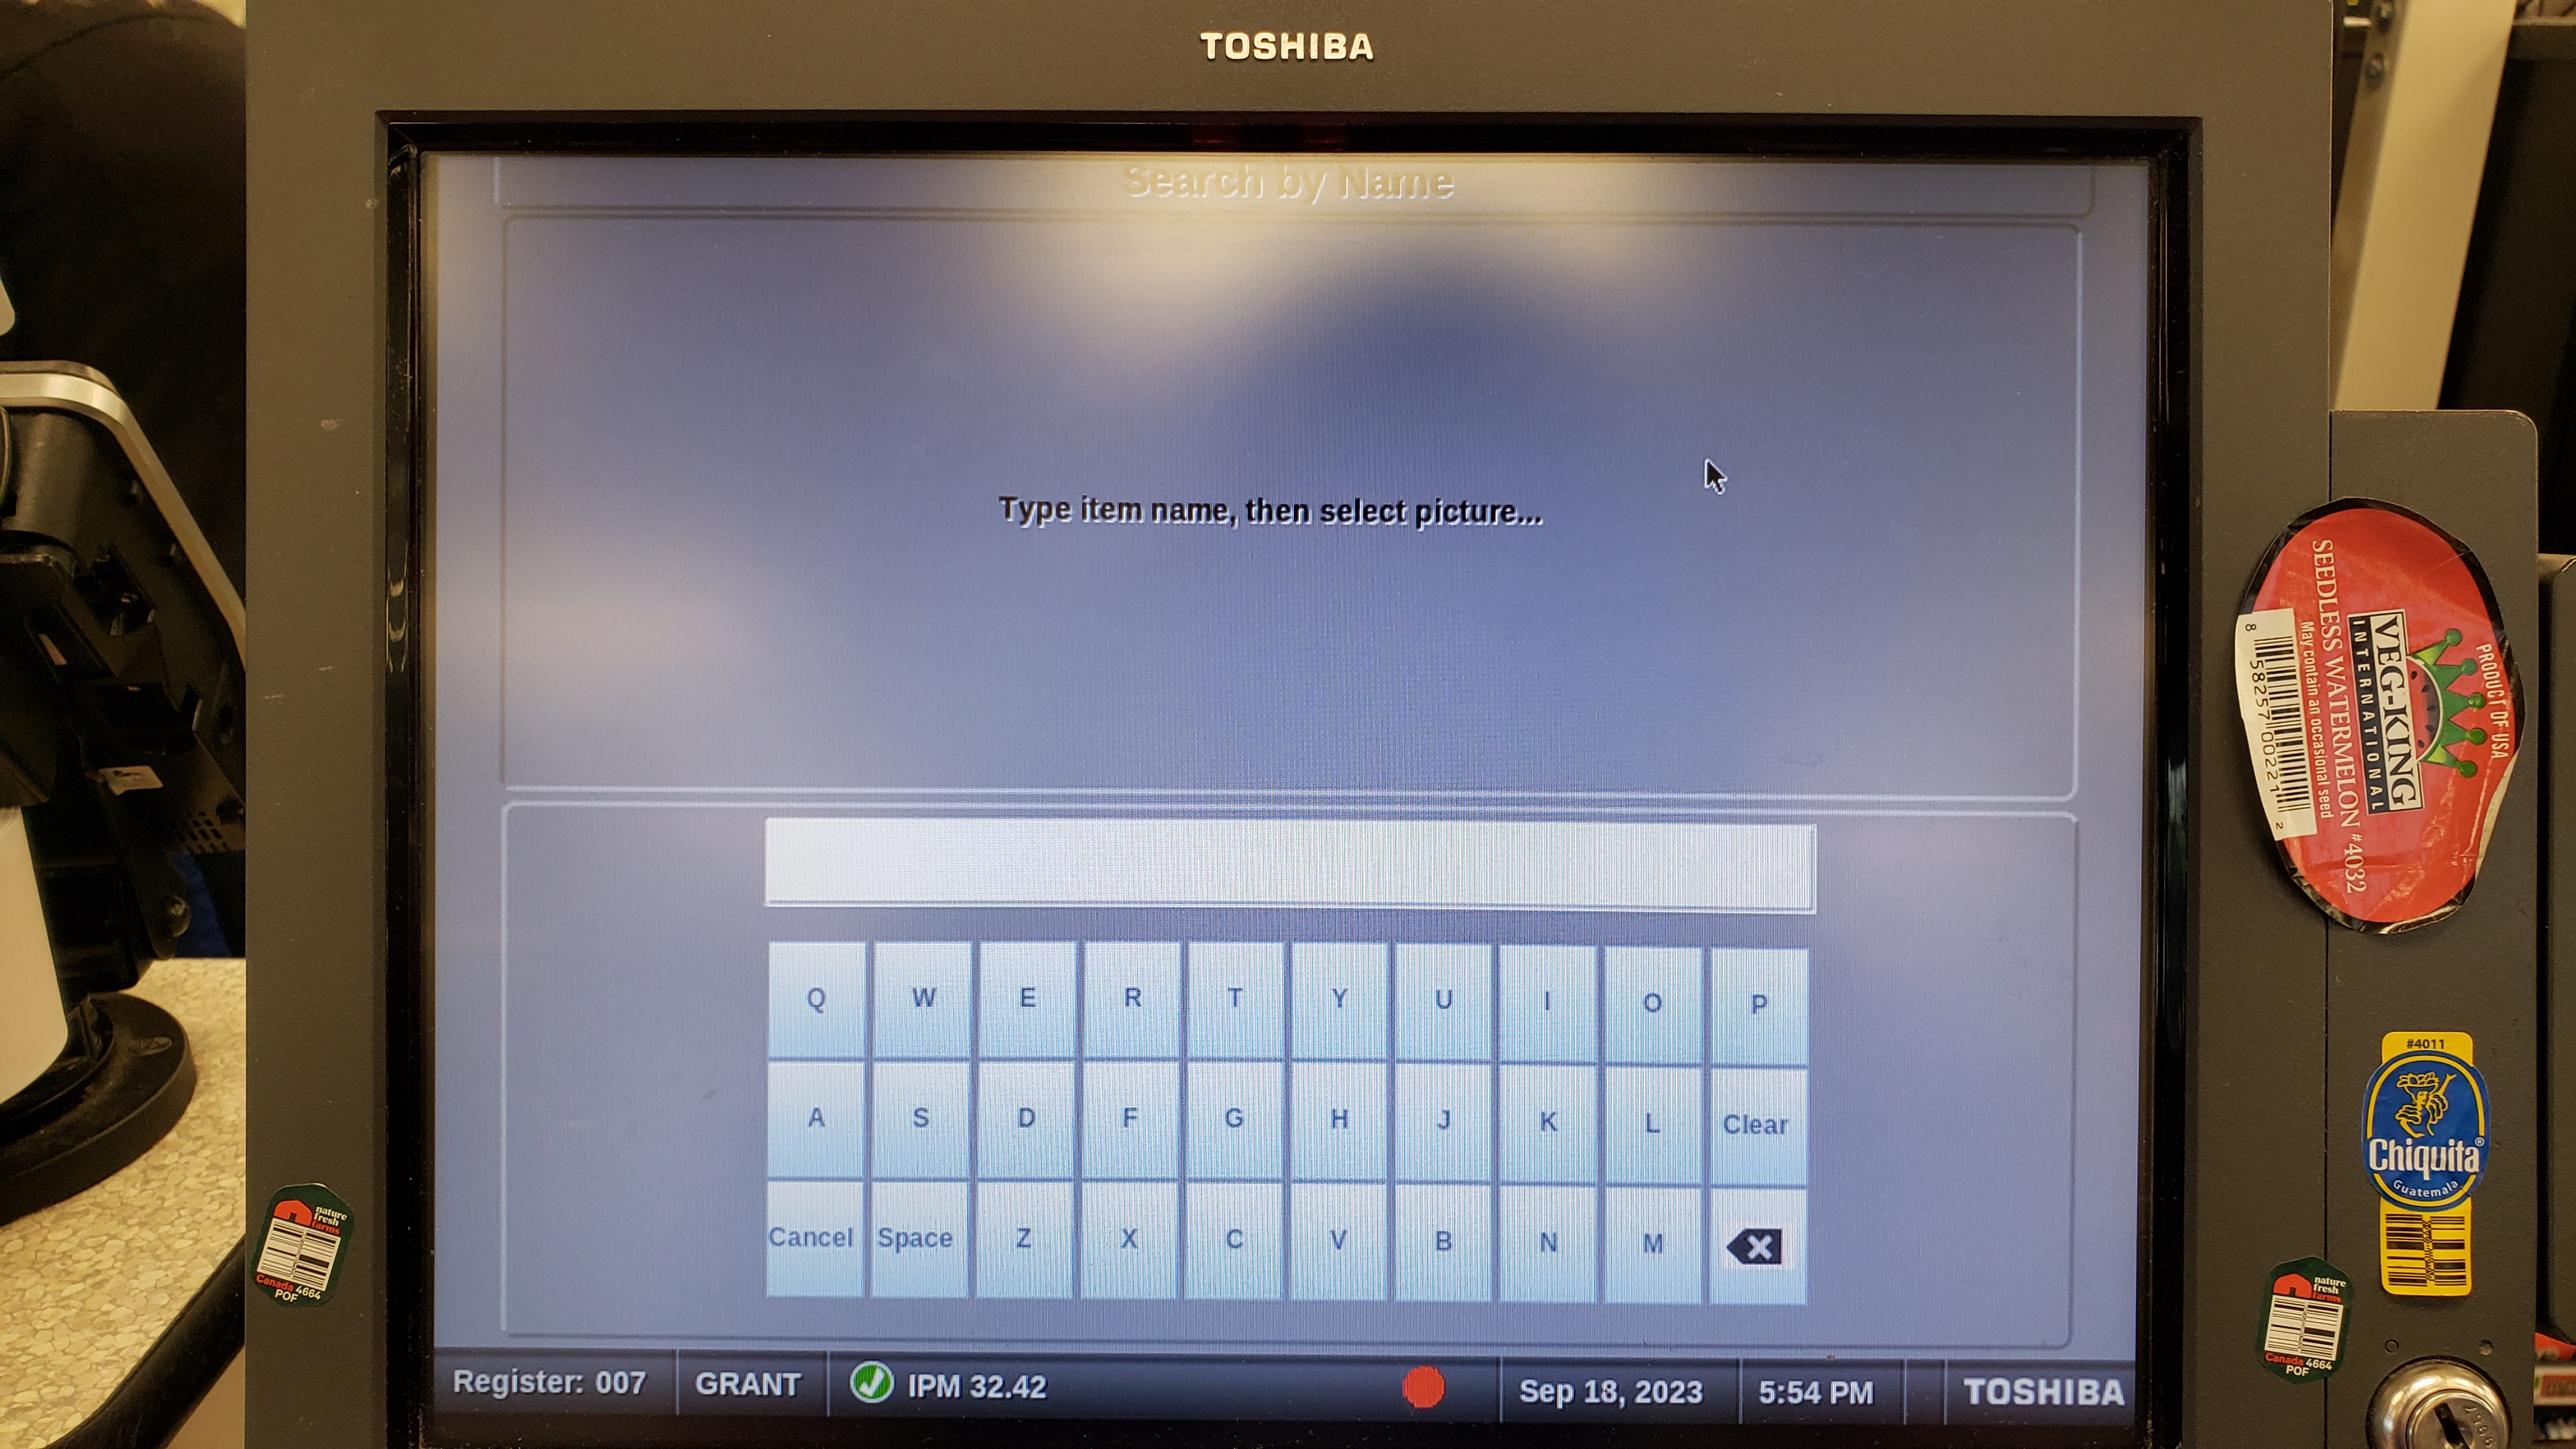 TOSHIBA
Search by Name
Type item name, then select picture...
Q W E R T Y U I O P
A S D F G H J K L Clear
Cancel Space Z X C V B N M
Register: 007 GRANT IPM 32.42 Sep 18, 2023 5:54 PM TOSHIBA
PRODUCT OF USA
VEG-KING
INTERNATIONAL
SEEDLESS WATERMELON #4032
May contain an occasional seed
8 58257 00221 2
#4011
Chiquita®
Guatemala
nature
fresh
farms
Canada 4664
POF
nature
fresh
farms
Canada 4664
POF